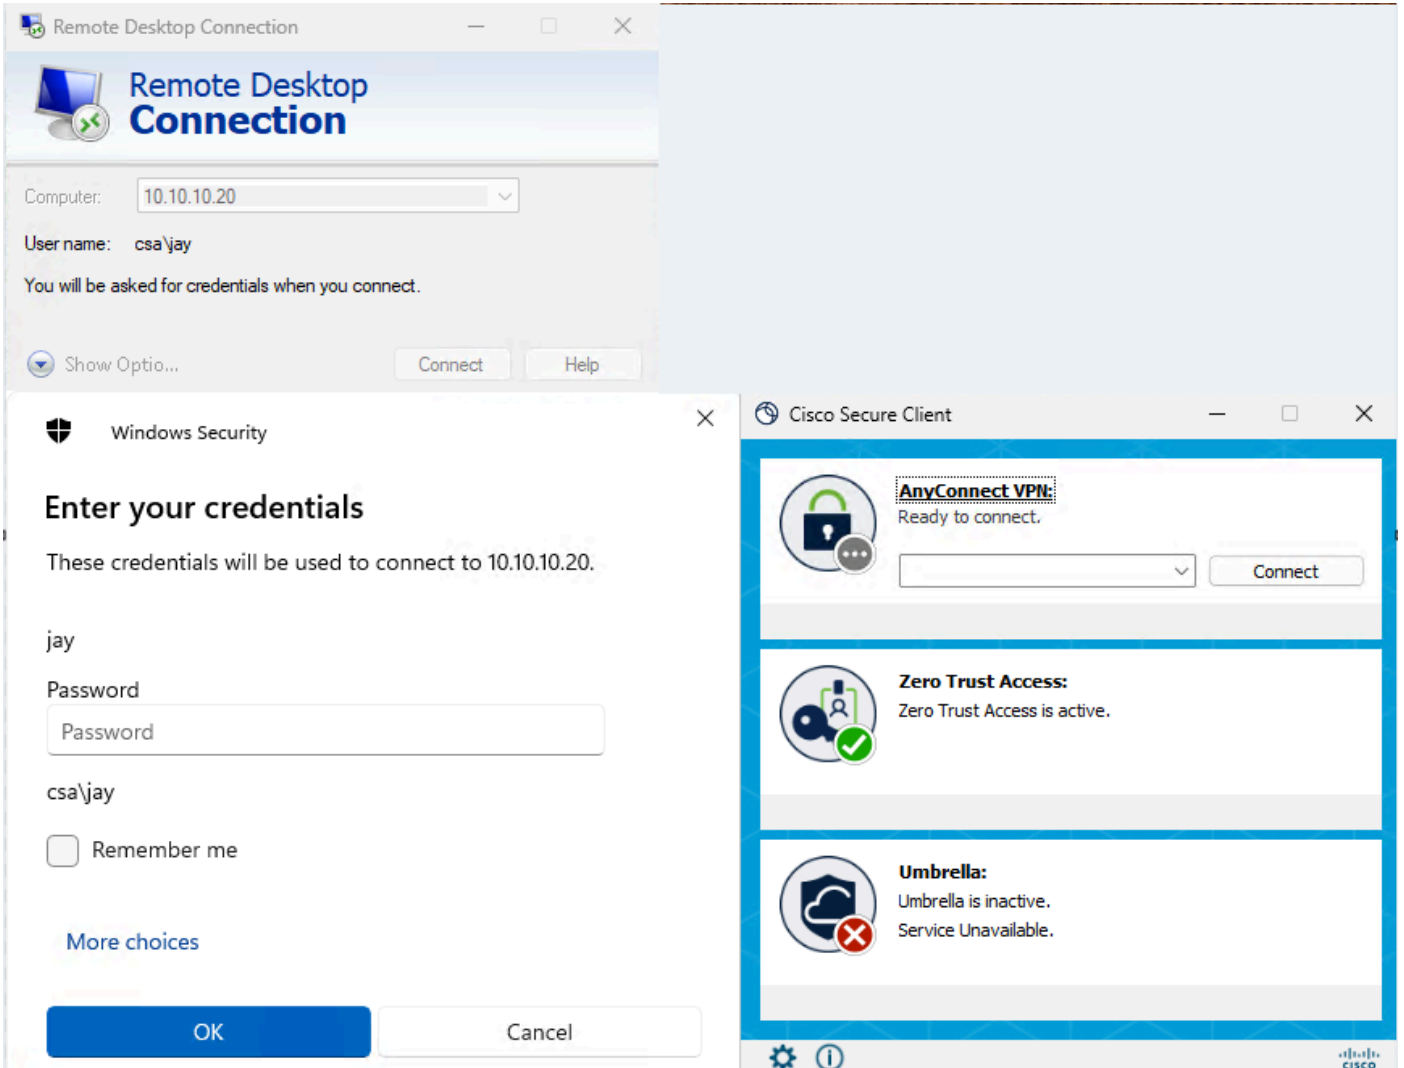 Remote Desktop Connection
Remote Desktop
Connection
Computer: 10.10.10.20
User name: csa\jay
You will be asked for credentials when you connect.
Show Optio... Connect Help
Windows Security
Enter your credentials
These credentials will be used to connect to 10.10.10.20.
jay
Password
Password
csa\jay
Remember me
More choices
OK Cancel
Cisco Secure Client
AnyConnect VPN:
Ready to connect.
Connect
Zero Trust Access:
Zero Trust Access is active.
Umbrella:
Umbrella is inactive.
Service Unavailable.
CISCO